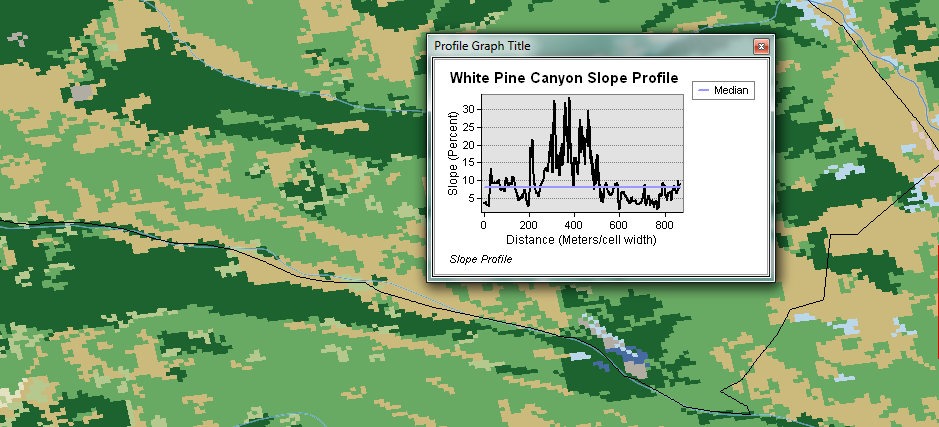 Profile Graph Title
White Pine Canyon Slope Profile
Median
Slope (Percent)
30
25
20
15
10
5
0 200 400 600 800
Distance (Meters/cell width)
Slope Profile